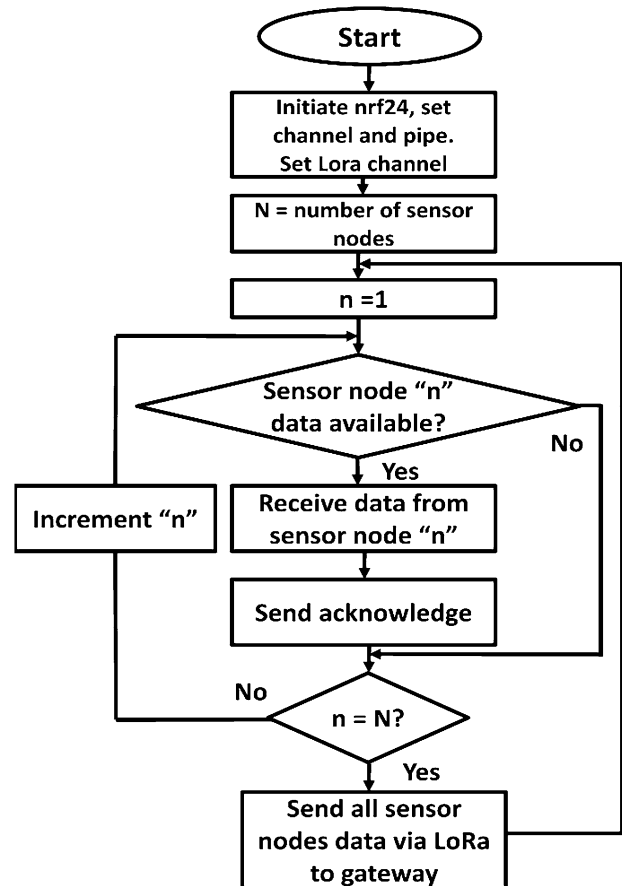 Start
Initiate nrf24, set
channel and pipe.
Set Lora channel
N = number of sensor
nodes
n =1
Sensor node “n”
data available?
No
Yes
Increment “n”
Receive data from
sensor node “n”
Send acknowledge
No
n = N?
Yes
Send all sensor
nodes data via LoRa
to gateway